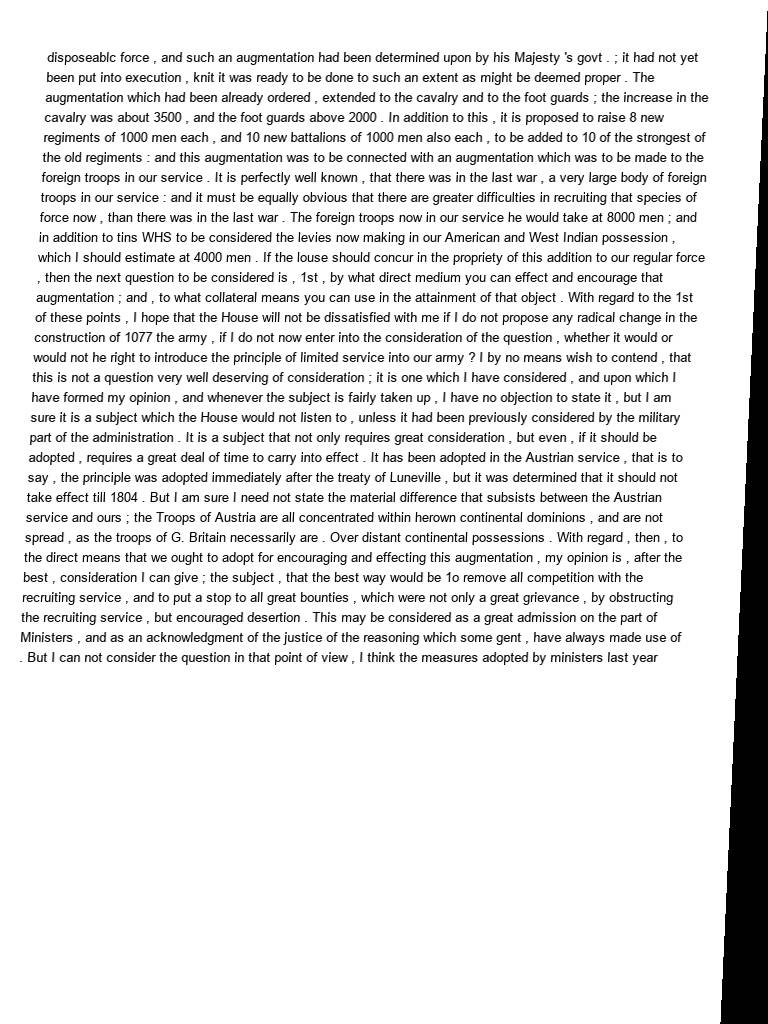 disposeablc force , and such an augmentation had been determined upon by his Majesty 's govt . ; it had not yet
been put into execution , knit it was ready to be done to such an extent as might be deemed proper . The
augmentation which had been already ordered , extended to the cavalry and to the foot guards ; the increase in the
cavalry was about 3500 , and the foot guards above 2000 . In addition to this , it is proposed to raise 8 new
regiments of 1000 men each , and 10 new battalions of 1000 men also each , to be added to 10 of the strongest of
the old regiments : and this augmentation was to be connected with an augmentation which was to be made to the
foreign troops in our service . It is perfectly well known , that there was in the last war , a very large body of foreign
troops in our service : and it must be equally obvious that there are greater difficulties in recruiting that species of
force now , than there was in the last war . The foreign troops now in our service he would take at 8000 men ; and
in addition to tins WHS to be considered the levies now making in our American and West Indian possession ,
which I should estimate at 4000 men . If the louse should concur in the propriety of this addition to our regular force
, then the next question to be considered is , 1st , by what direct medium you can effect and encourage that
augmentation ; and , to what collateral means you can use in the attainment of that object . With regard to the 1st
of these points , I hope that the House will not be dissatisfied with me if I do not propose any radical change in the
construction of 1077 the army , if I do not now enter into the consideration of the question , whether it would or
would not he right to introduce the principle of limited service into our army ? I by no means wish to contend , that
this is not a question very well deserving of consideration ; it is one which I have considered , and upon which I
have formed my opinion , and whenever the subject is fairly taken up , I have no objection to state it , but I am
sure it is a subject which the House would not listen to , unless it had been previously considered by the military
part of the administration . It is a subject that not only requires great consideration , but even , if it should be
adopted , requires a great deal of time to carry into effect . It has been adopted in the Austrian service , that is to
say , the principle was adopted immediately after the treaty of Luneville , but it was determined that it should not
take effect till 1804 . But I am sure I need not state the material difference that subsists between the Austrian
service and ours ; the Troops of Austria are all concentrated within herown continental dominions , and are not
spread , as the troops of G. Britain necessarily are . Over distant continental possessions . With regard , then , to
the direct means that we ought to adopt for encouraging and effecting this augmentation , my opinion is , after the
best , consideration I can give ; the subject , that the best way would be 1o remove all competition with the
recruiting service , and to put a stop to all great bounties , which were not only a great grievance , by obstructing
the recruiting service , but encouraged desertion . This may be considered as a great admission on the part of
Ministers , and as an acknowledgment of the justice of the reasoning which some gent , have always made use of
. But I can not consider the question in that point of view , I think the measures adopted by ministers last year